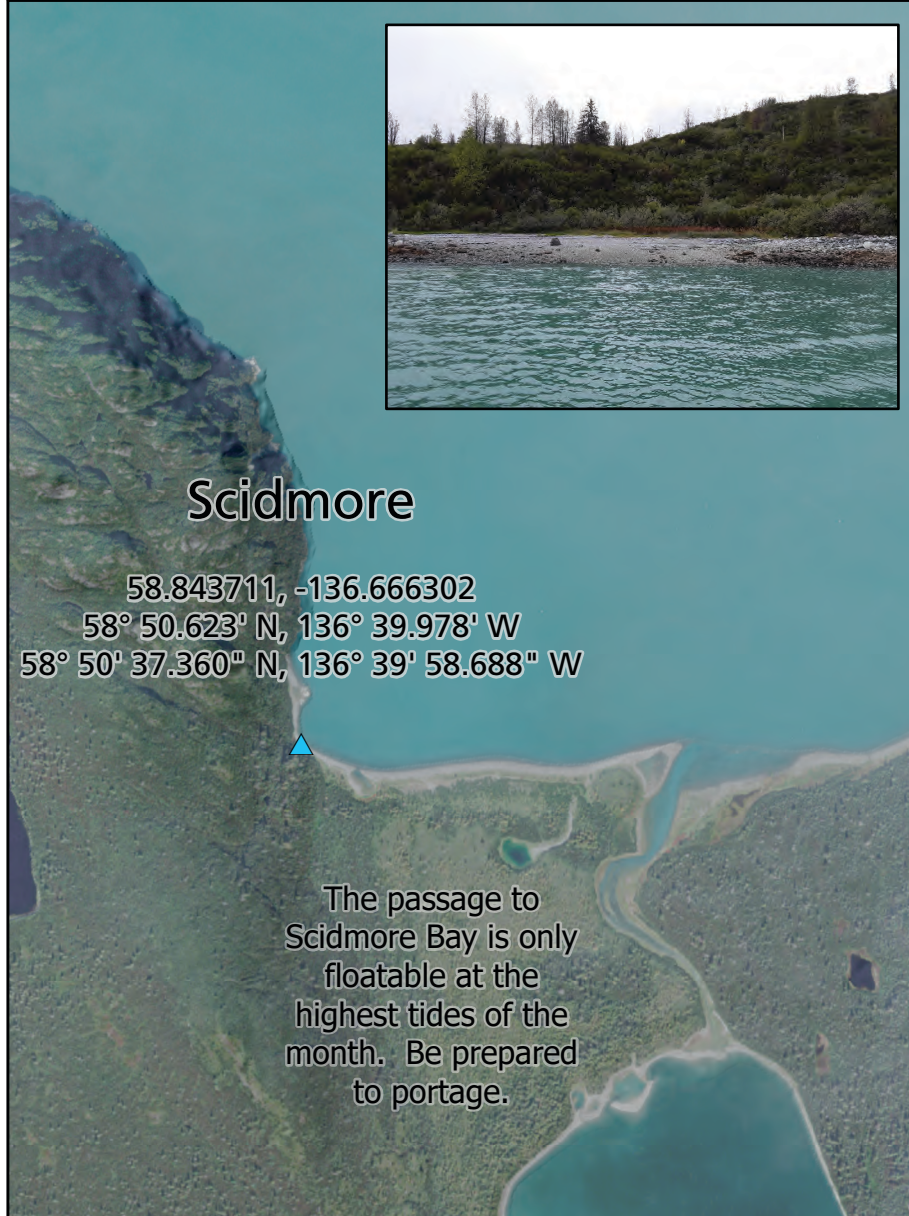 Scidmore
58.843711, -136.666302
58° 50.623' N, 136° 39.978' W
58° 50' 37.360" N, 136° 39' 58.688" W
The passage to
Scidmore Bay is only
floatable at the
highest tides of the
month.  Be prepared
to portage.